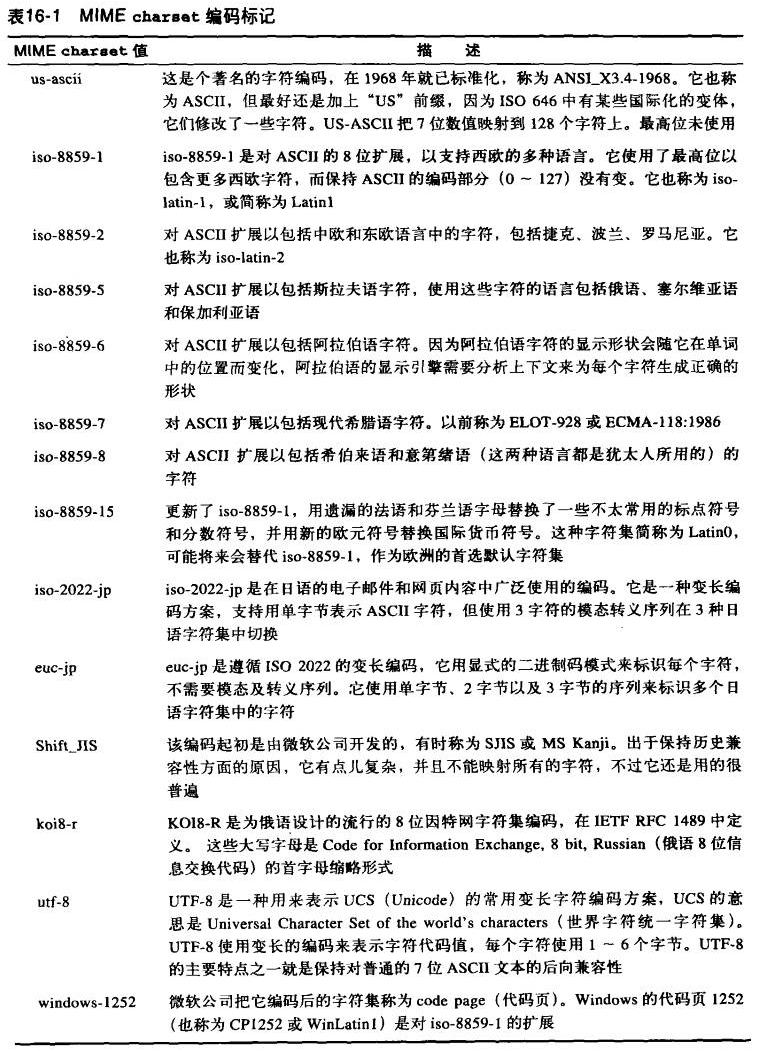 表16-1 MIME charset 编码标记
MIME charset 值 描 述
us-ascii 这是个著名的字符编码，在 1968 年就已标准化，称为 ANSI_X3.4-1968。它也称
为 ASCII，但最好还是加上“US”前缀，因为 ISO 646 中有某些国际化的变体，
它们修改了一些字符。US-ASCII 把 7 位数值映射到 128 个字符上。最高位未使用
iso-8859-1 iso-8859-1 是对 ASCII 的 8 位扩展，以支持西欧的多种语言。它使用了最高位以
包含更多西欧字符，而保持 ASCII 的编码部分（0 ~ 127）没有变。它也称为 iso-
latin-1，或简称为 Latin1
iso-8859-2 对 ASCII 扩展以包括中欧和东欧语言中的字符，包括捷克、波兰、罗马尼亚。它
也称为 iso-latin-2
iso-8859-5 对 ASCII 扩展以包括斯拉夫语字符，使用这些字符的语言包括俄语、塞尔维亚语
和保加利亚语
iso-8859-6 对 ASCII 扩展以包括阿拉伯语字符。因为阿拉伯语字符的显示形状会随它在单词
中的位置而变化，阿拉伯语的显示引擎需要分析上下文来为每个字符生成正确的
形状
iso-8859-7 对 ASCII 扩展以包括现代希腊语字符。以前称为 ELOT-928 或 ECMA-118:1986
iso-8859-8 对 ASCII 扩展以包括希伯来语和意第绪语（这两种语言都是犹太人所用的）的
字符
iso-8859-15 更新了 iso-8859-1，用遗漏的法语和芬兰语字母替换了一些不太常用的标点符号
和分数符号，并用新的欧元符号替换国际货币符号。这种字符集简称为 Latin0，
可能将来会替代 iso-8859-1，作为欧洲的首选默认字符集
iso-2022-jp iso-2022-jp 是在日语的电子邮件和网页内容中广泛使用的编码。它是一种变长编
码方案，支持用单字节表示 ASCII 字符，但使用 3 字符的模态转义序列在 3 种日
语字符集中切换
euc-jp euc-jp 是遵循 ISO 2022 的变长编码，它用显式的二进制码模式来标识每个字符，
不需要模态及转义序列。它使用单字节、2 字节以及 3 字节的序列来标识多个日
语字符集中的字符
Shift_JIS 该编码起初是由微软公司开发的，有时称为 SJIS 或 MS Kanji。出于保持历史兼
容性方面的原因，它有点儿复杂，并且不能映射所有的字符，不过它还是用的很
普遍
koi8-r KOI8-R 是为俄语设计的流行的 8 位因特网字符集编码，在 IETF RFC 1489 中定
义。 这些大写字母是 Code for Information Exchange, 8 bit, Russian（俄语 8 位信
息交换代码）的首字母缩略形式
utf-8 UTF-8 是一种用来表示 UCS（Unicode）的常用变长字符编码方案，UCS 的意
思是 Universal Character Set of the world's characters（世界字符统一字符集）。
UTF-8 使用变长的编码来表示字符代码值，每个字符使用 1 ~ 6 个字节。UTF-8
的主要特点之一就是保持对普通的 7 位 ASCII 文本的后向兼容性
windows-1252 微软公司把它编码后的字符集称为 code page（代码页）。Windows 的代码页 1252
（也称为 CP1252 或 WinLatin1）是对 iso-8859-1 的扩展